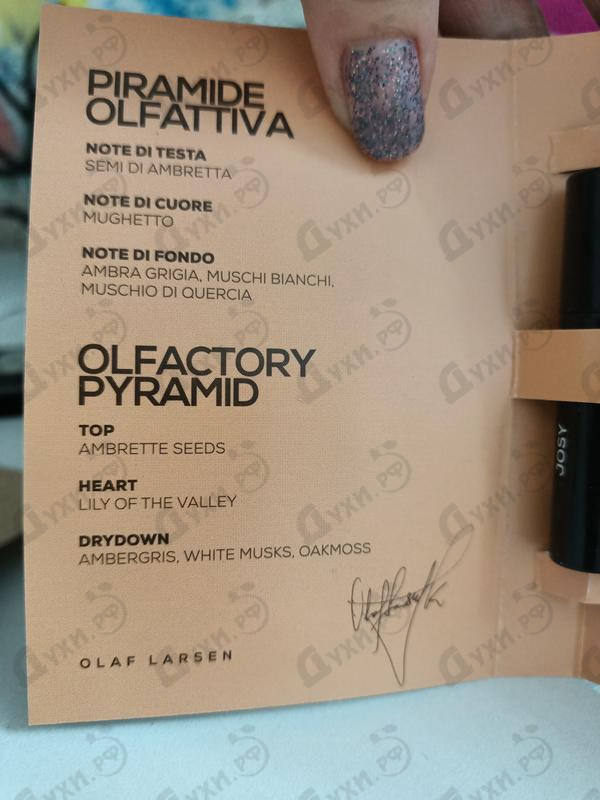 PIRAMIDE
OLFATTIVA
NOTE DI TESTA
SEMI DI AMBRETTA
NOTE DI CUORE
MUGHETTO
NOTE DI FONDO
AMBRA GRIGIA, MUSCHI BIANCHI,
MUSCHIO DI QUERCIA
OLFACTORY
PYRAMID
TOP
AMBRETTE SEEDS
HEART
LILY OF THE VALLEY
DRYDOWN
AMBERGRIS, WHITE MUSKS, OAKMOSS
OLAF LARSEN
JOSY
Духи.рф